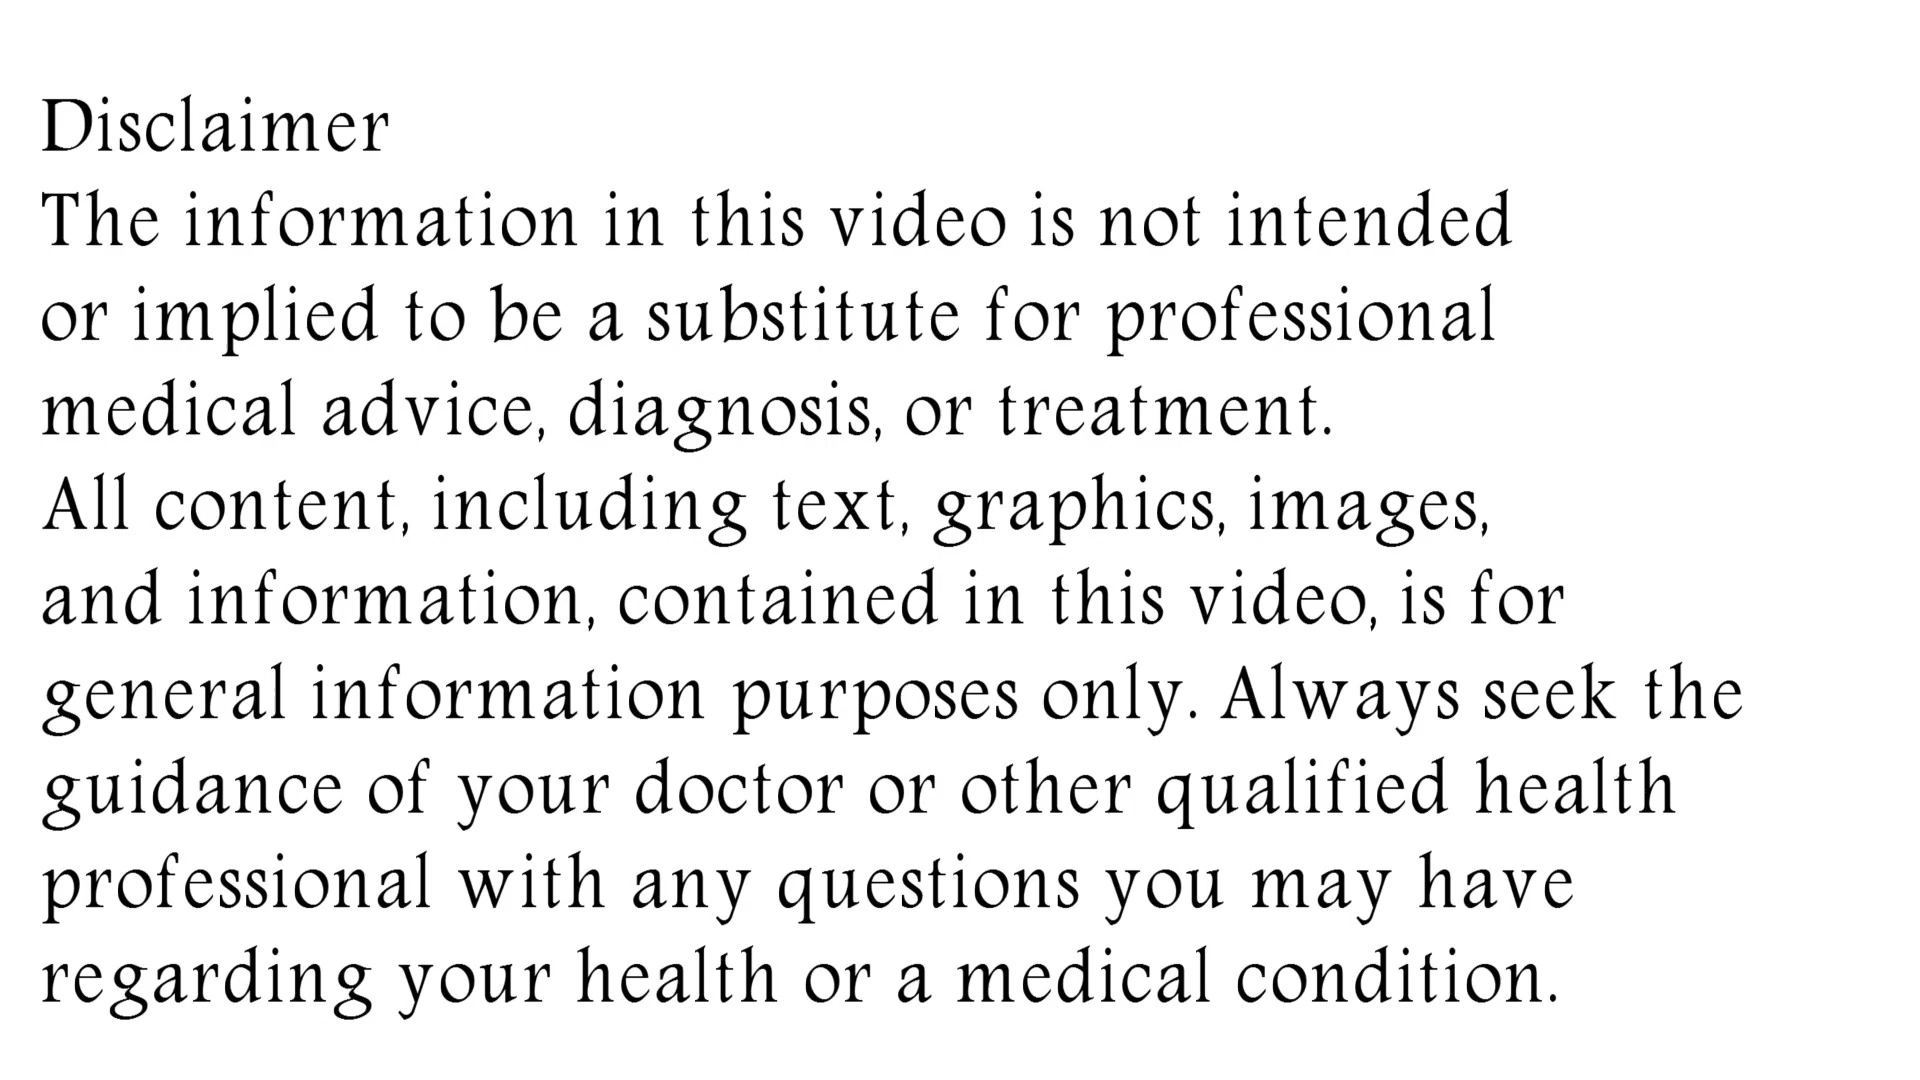 Disclaimer
The information in this video is not intended
or implied to be a substitute for professional
medical advice, diagnosis, or treatment.
All content, including text, graphics, images,
and information, contained in this video, is for
general information purposes only. Always seek the
guidance of your doctor or other qualified health
professional with any questions you may have
regarding your health or a medical condition.